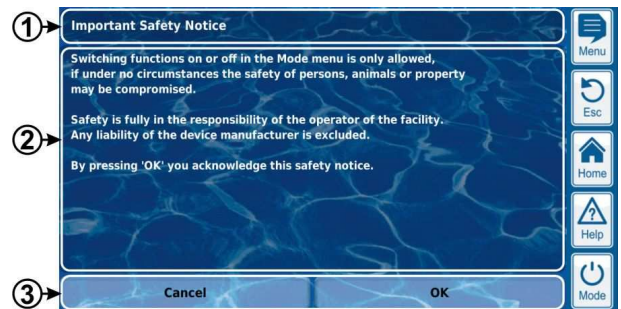 1
Important Safety Notice
Menu
2
Switching functions on or off in the Mode menu is only allowed,
if under no circumstances the safety of persons, animals or property
may be compromised.
Safety is fully in the responsibility of the operator of the facility.
Any liability of the device manufacturer is excluded.
By pressing 'OK' you acknowledge this safety notice.
Esc
Home
?
Help
3
Cancel
OK
Mode